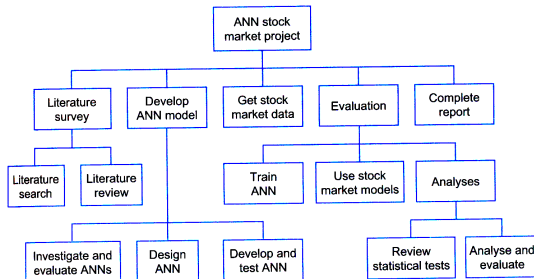 ANN stock
market project
Literature
survey
Develop
ANN model
Get stock
market data
Evaluation
Complete
report
Literature
search
Literature
review
Train
ANN
Use stock
market models
Analyses
Investigate and
evaluate ANNs
Design
ANN
Develop and
test ANN
Review
statistical tests
Analyse and
evaluate